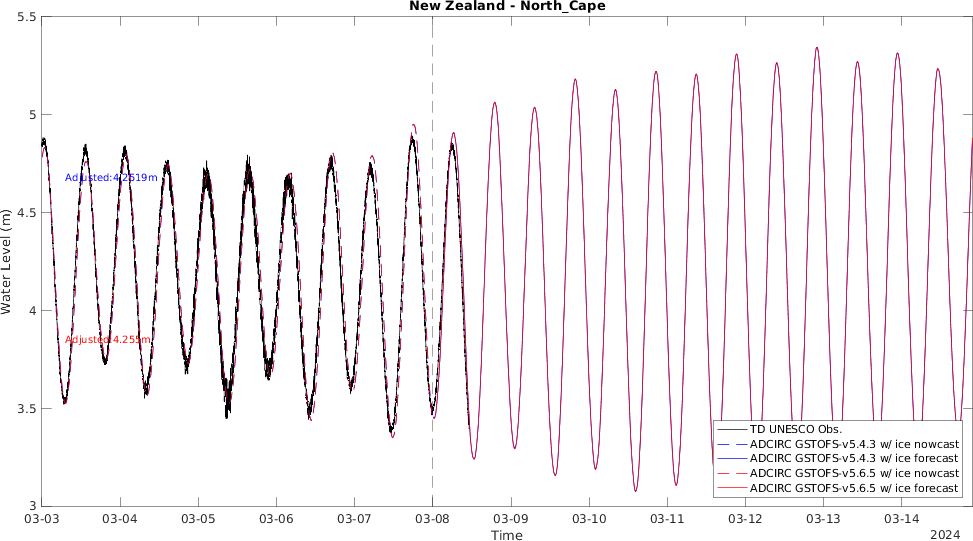 New Zealand - North_Cape
5.5
5
4.5
4
3.5
3
Water Level (m)
Adjusted:4.2619m
Adjusted:4.255m
TD UNESCO Obs.
ADCIRC GSTOFS-v5.4.3 w/ ice nowcast
ADCIRC GSTOFS-v5.4.3 w/ ice forecast
ADCIRC GSTOFS-v5.6.5 w/ ice nowcast
ADCIRC GSTOFS-v5.6.5 w/ ice forecast
03-03 03-04 03-05 03-06 03-07 03-08 03-09 03-10 03-11 03-12 03-13 03-14
Time
2024